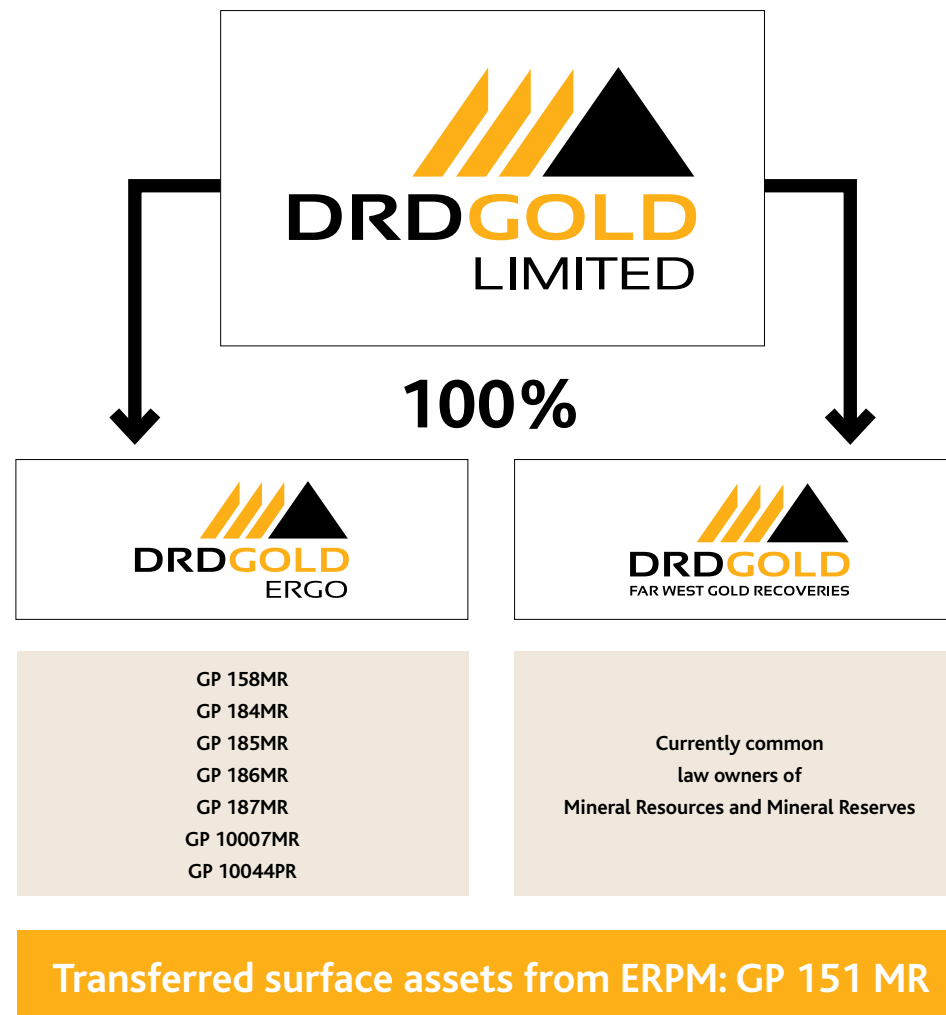 DRDGOLD
LIMITED
100%
DRDGOLD
ERGO
DRDGOLD
FAR WEST GOLD RECOVERIES
GP 158MR
GP 184MR
GP 185MR
GP 186MR
GP 187MR
GP 10007MR
GP 10044PR
Currently common
law owners of
Mineral Resources and Mineral Reserves
Transferred surface assets from ERPM: GP 151 MR